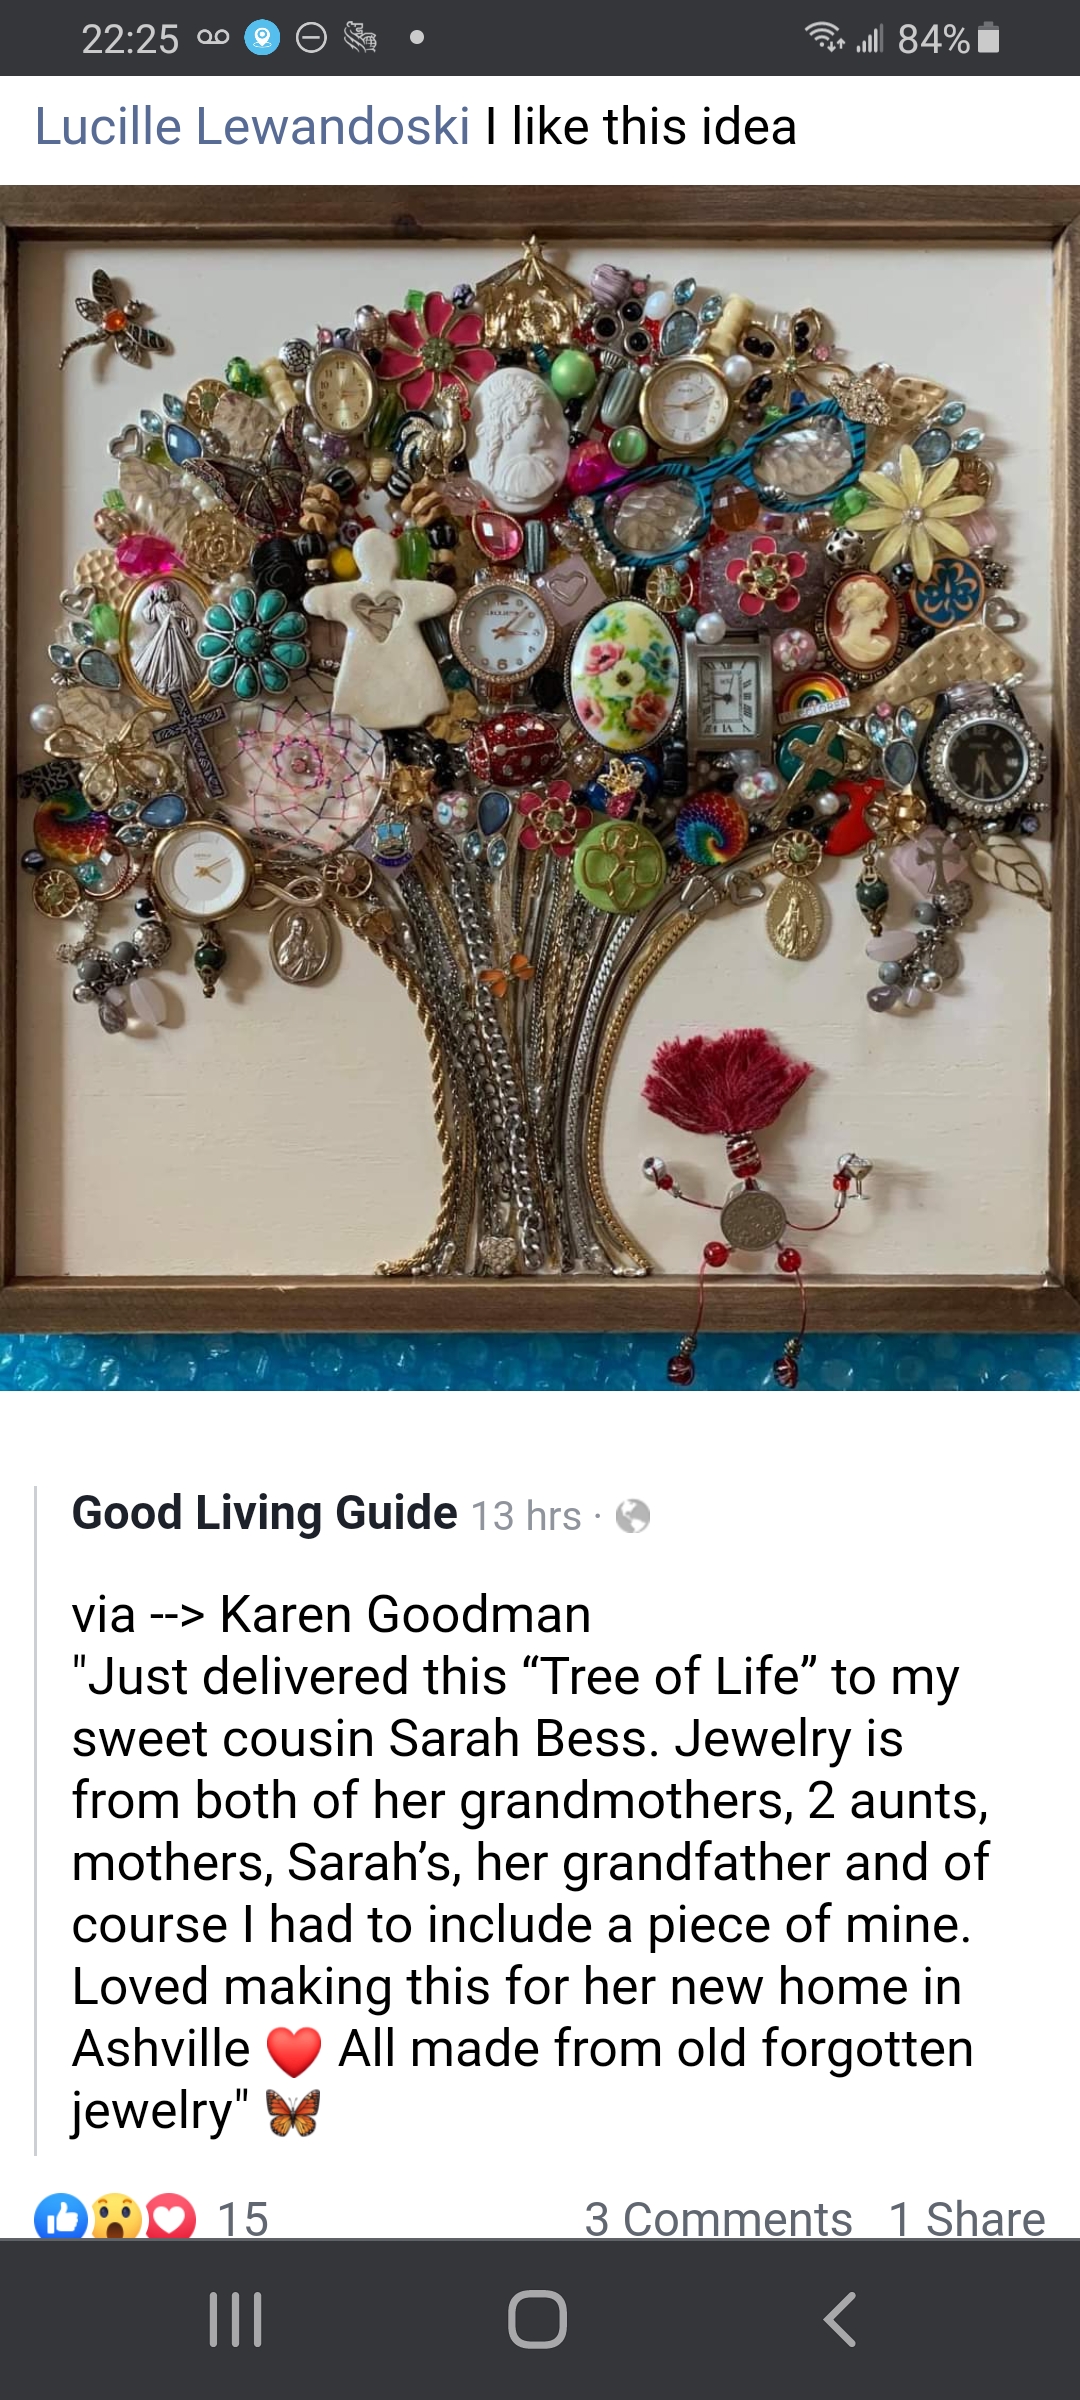 22:25 84%
Lucille Lewandoski I like this idea
Good Living Guide 13 hrs ·
via --> Karen Goodman
"Just delivered this “Tree of Life” to my
sweet cousin Sarah Bess. Jewelry is
from both of her grandmothers, 2 aunts,
mothers, Sarah’s, her grandfather and of
course I had to include a piece of mine.
Loved making this for her new home in
Ashville ❤️ All made from old forgotten
jewelry" 🦋
15 3 Comments 1 Share